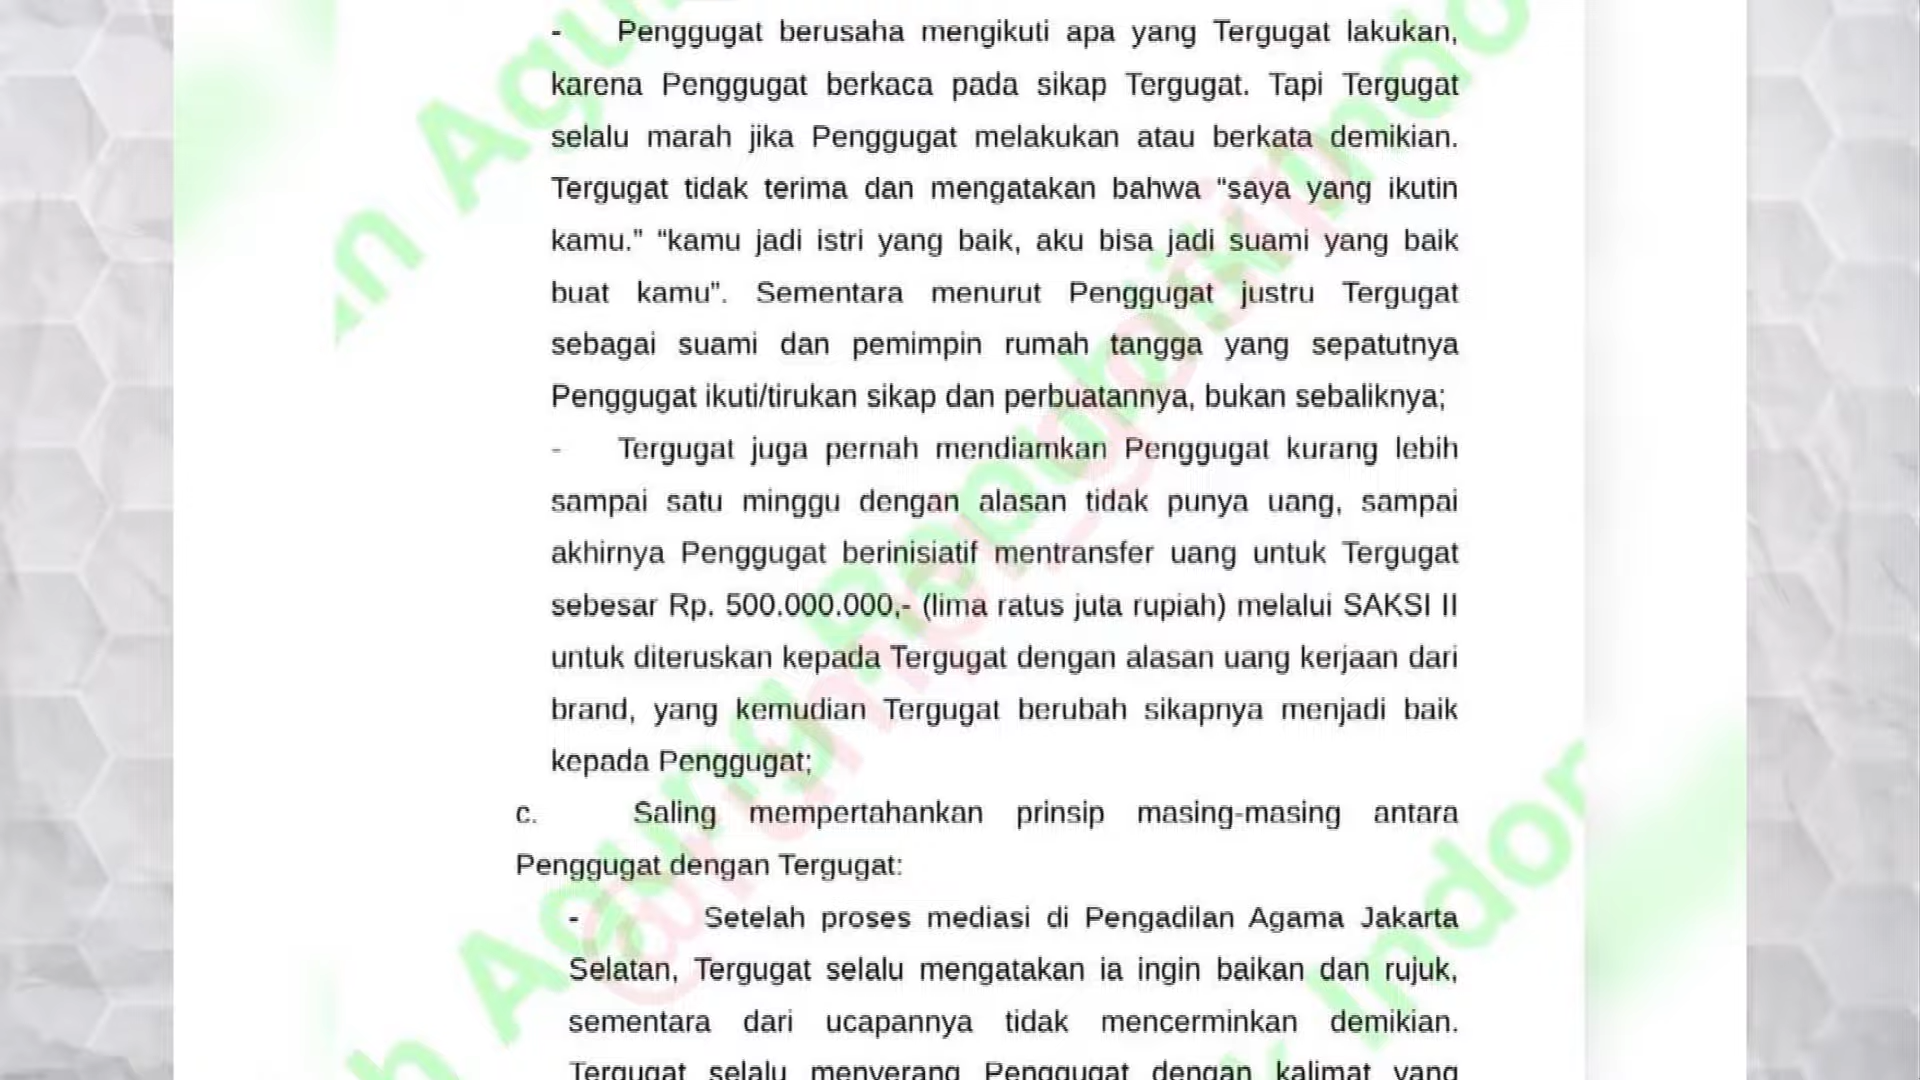 - Penggugat berusaha mengikuti apa yang Tergugat lakukan,
karena Penggugat berkaca pada sikap Tergugat. Tapi Tergugat
selalu marah jika Penggugat melakukan atau berkata demikian.
Tergugat tidak terima dan mengatakan bahwa “saya yang ikutin
kamu.” “kamu jadi istri yang baik, aku bisa jadi suami yang baik
buat kamu”. Sementara menurut Penggugat justru Tergugat
sebagai suami dan pemimpin rumah tangga yang sepatutnya
Penggugat ikuti/tirukan sikap dan perbuatannya, bukan sebaliknya;
- Tergugat juga pernah mendiamkan Penggugat kurang lebih
sampai satu minggu dengan alasan tidak punya uang, sampai
akhirnya Penggugat berinisiatif mentransfer uang untuk Tergugat
sebesar Rp. 500.000.000,- (lima ratus juta rupiah) melalui SAKSI II
untuk diteruskan kepada Tergugat dengan alasan uang kerjaan dari
brand, yang kemudian Tergugat berubah sikapnya menjadi baik
kepada Penggugat;
c. Saling mempertahankan prinsip masing-masing antara
Penggugat dengan Tergugat:
- Setelah proses mediasi di Pengadilan Agama Jakarta
Selatan, Tergugat selalu mengatakan ia ingin baikan dan rujuk,
sementara dari ucapannya tidak mencerminkan demikian.
Tergugat selalu menyerang Penggugat dengan kalimat yang